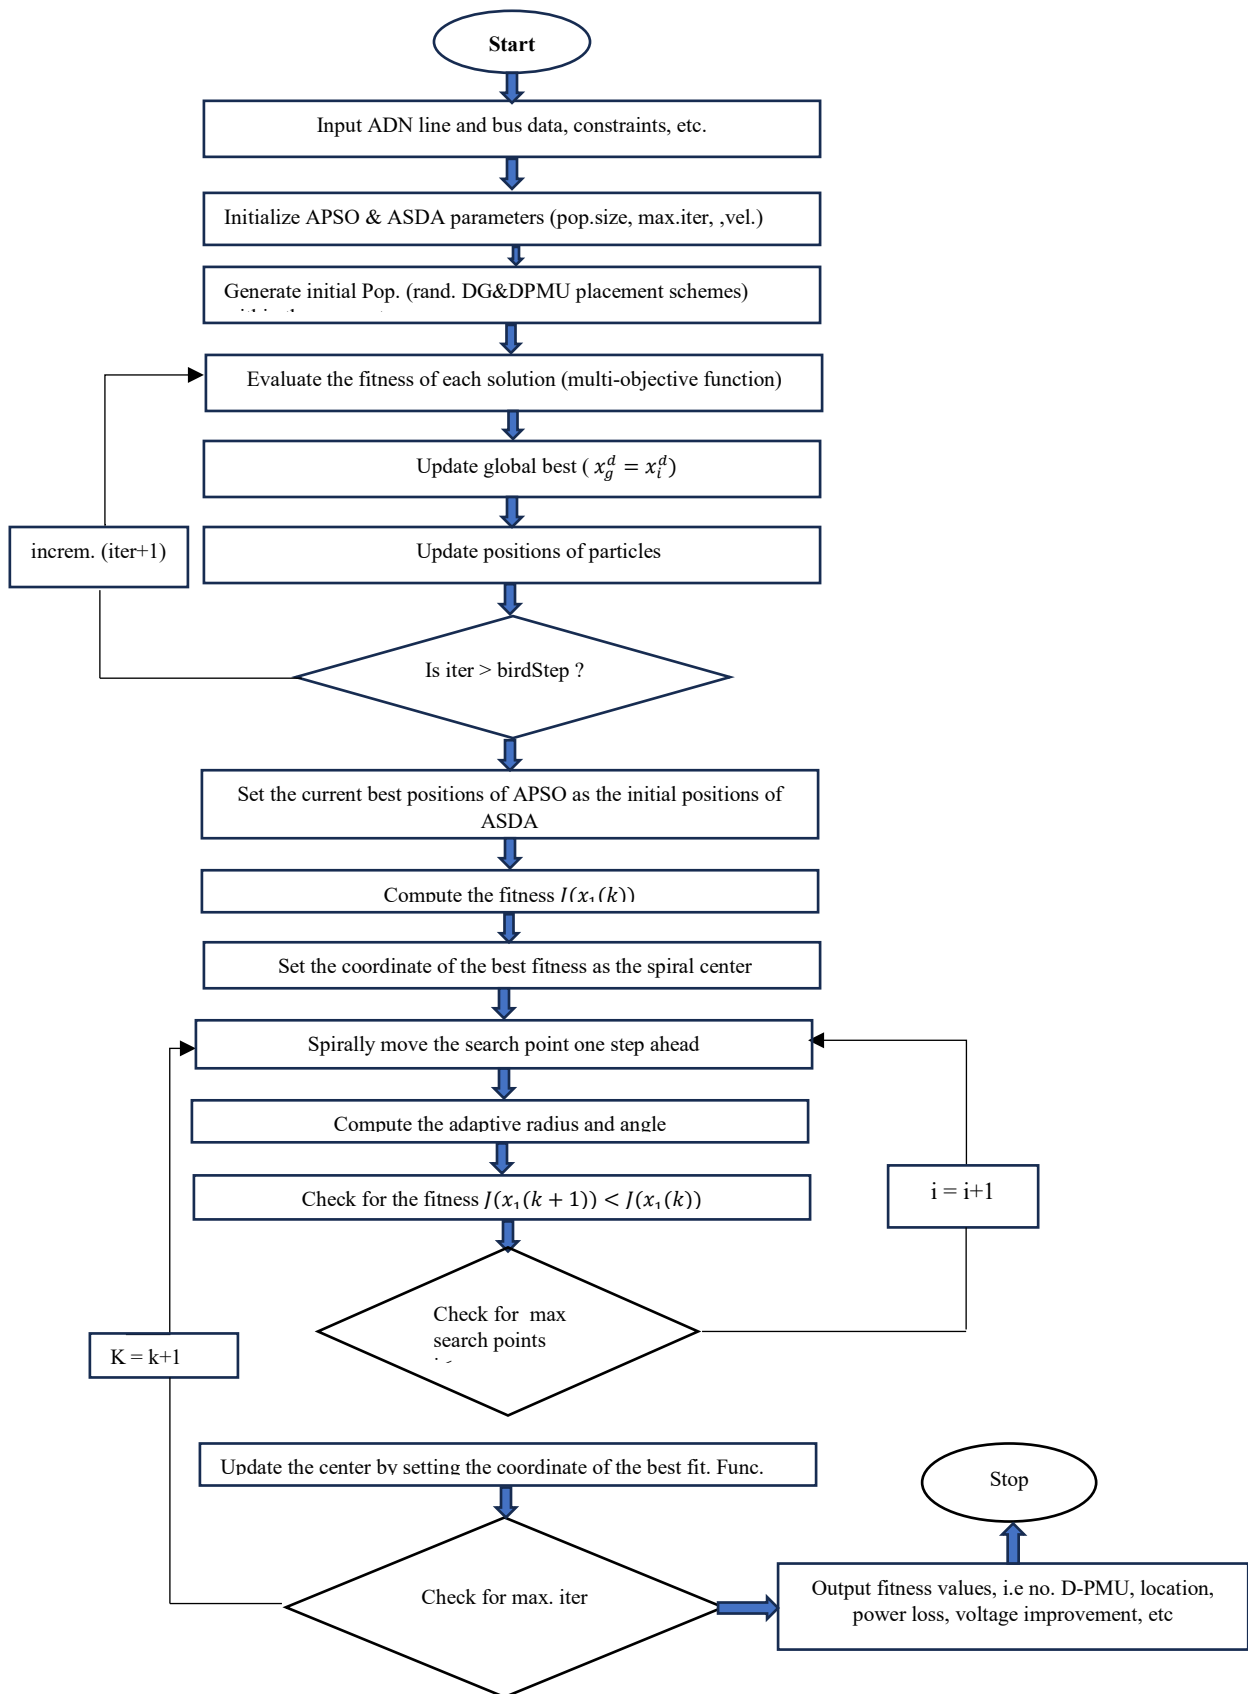 Start
Input ADN line and bus data, constraints, etc.
Initialize APSO & ASDA parameters (pop.size, max.iter, ,vel.)
Generate initial Pop. (rand. DG&DPMU placement schemes)
Evaluate the fitness of each solution (multi-objective function)
Update global best ( $x_g^d = x_i^d$)
increm. (iter+1)
Update positions of particles
Is iter > birdStep ?
Set the current best positions of APSO as the initial positions of
ASDA
Compute the fitness $J(x_1(k))$
Set the coordinate of the best fitness as the spiral center
Spirally move the search point one step ahead
Compute the adaptive radius and angle
Check for the fitness $J(x_1(k+1)) < J(x_1(k))$
i = i+1
Check for max
search points
K = k+1
Update the center by setting the coordinate of the best fit. Func.
Stop
Check for max. iter
Output fitness values, i.e no. D-PMU, location,
power loss, voltage improvement, etc